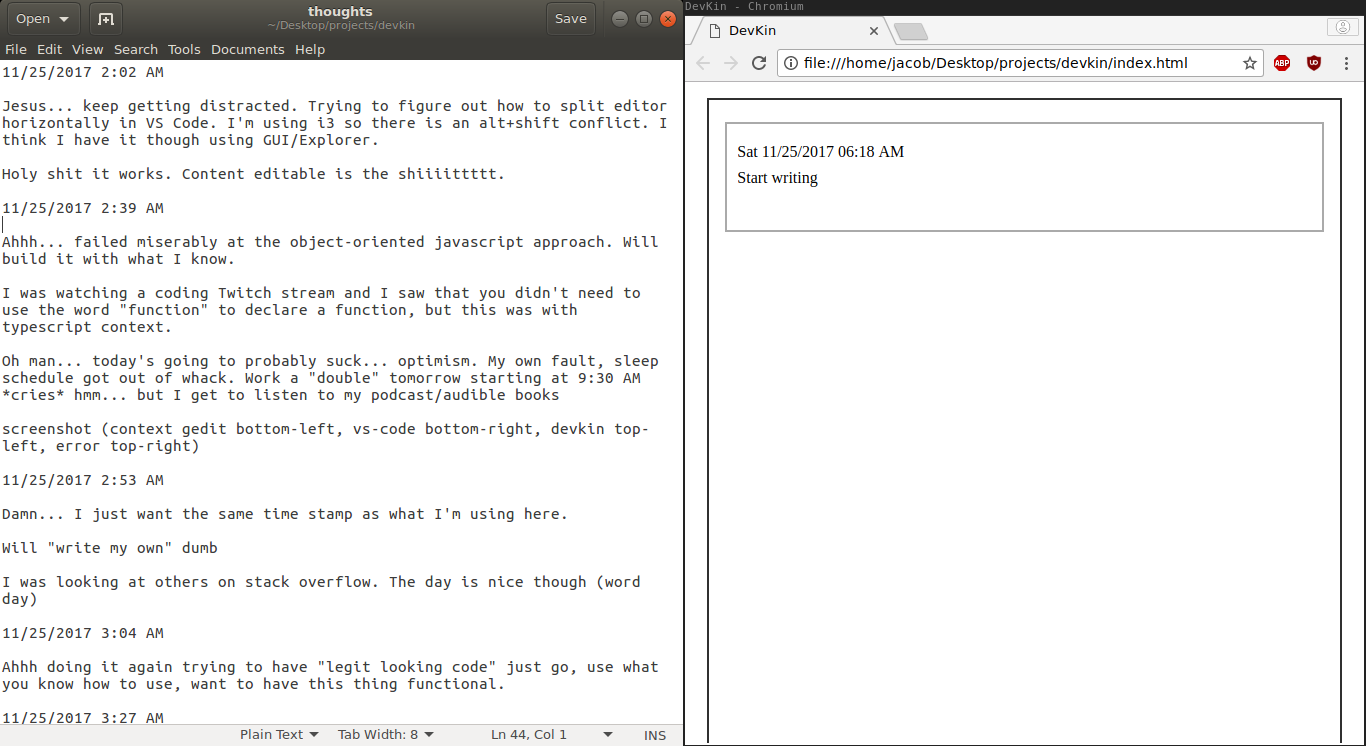 Open
thoughts
~/Desktop/projects/devkin
Save
File Edit View Search Tools Documents Help
11/25/2017 2:02 AM
Jesus... keep getting distracted. Trying to figure out how to split editor
horizontally in VS Code. I'm using i3 so there is an alt+shift conflict. I
think I have it though using GUI/Explorer.
Holy shit it works. Content editable is the shiiiittttt.
11/25/2017 2:39 AM
Ahhh... failed miserably at the object-oriented javascript approach. Will
build it with what I know.
I was watching a coding Twitch stream and I saw that you didn't need to
use the word "function" to declare a function, but this was with
typescript context.
Oh man... today's going to probably suck... optimism. My own fault, sleep
schedule got out of whack. Work a "double" tomorrow starting at 9:30 AM
*cries* hmm... but I get to listen to my podcast/audible books
screenshot (context gedit bottom-left, vs-code bottom-right, devkin top-
left, error top-right)
11/25/2017 2:53 AM
Damn... I just want the same time stamp as what I'm using here.
Will "write my own" dumb
I was looking at others on stack overflow. The day is nice though (word
day)
11/25/2017 3:04 AM
Ahhh doing it again trying to have "legit looking code" just go, use what
you know how to use, want to have this thing functional.
11/25/2017 3:27 AM
Plain Text Tab Width: 8 Ln 44, Col 1 INS
DevKin - Chromium
DevKin
file:///home/jacob/Desktop/projects/devkin/index.html
ABP
UD
Sat 11/25/2017 06:18 AM
Start writing